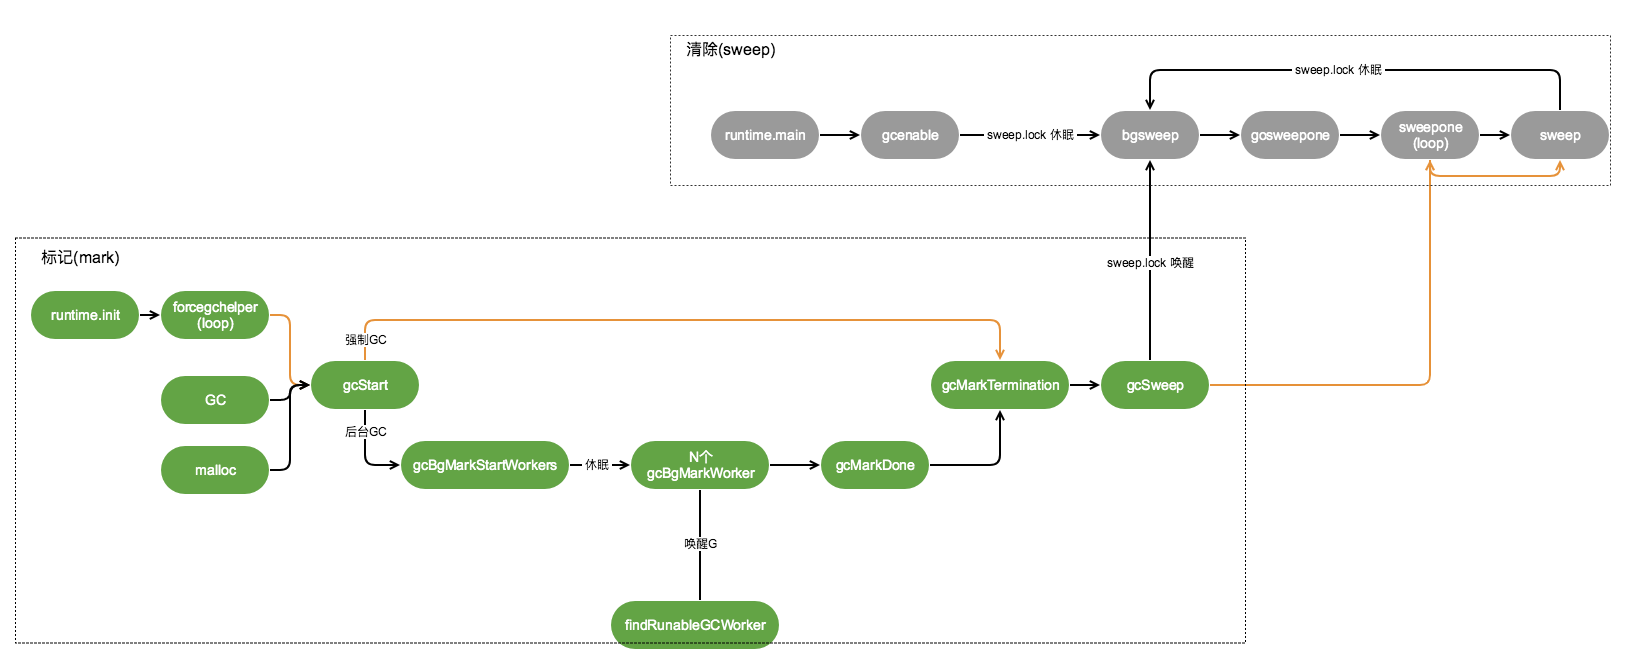 清除(sweep)
sweep.lock 休眠
runtime.main
gcenable
sweep.lock 休眠
bgsweep
gosweepone
sweepone
(loop)
sweep
标记(mark)
sweep.lock 唤醒
runtime.init
forcegchelper
(loop)
强制GC
GC
gcStart
gcMarkTermination
gcSweep
后台GC
malloc
gcBgMarkStartWorkers
休眠
N个
gcBgMarkWorker
gcMarkDone
唤醒G
findRunableGCWorker